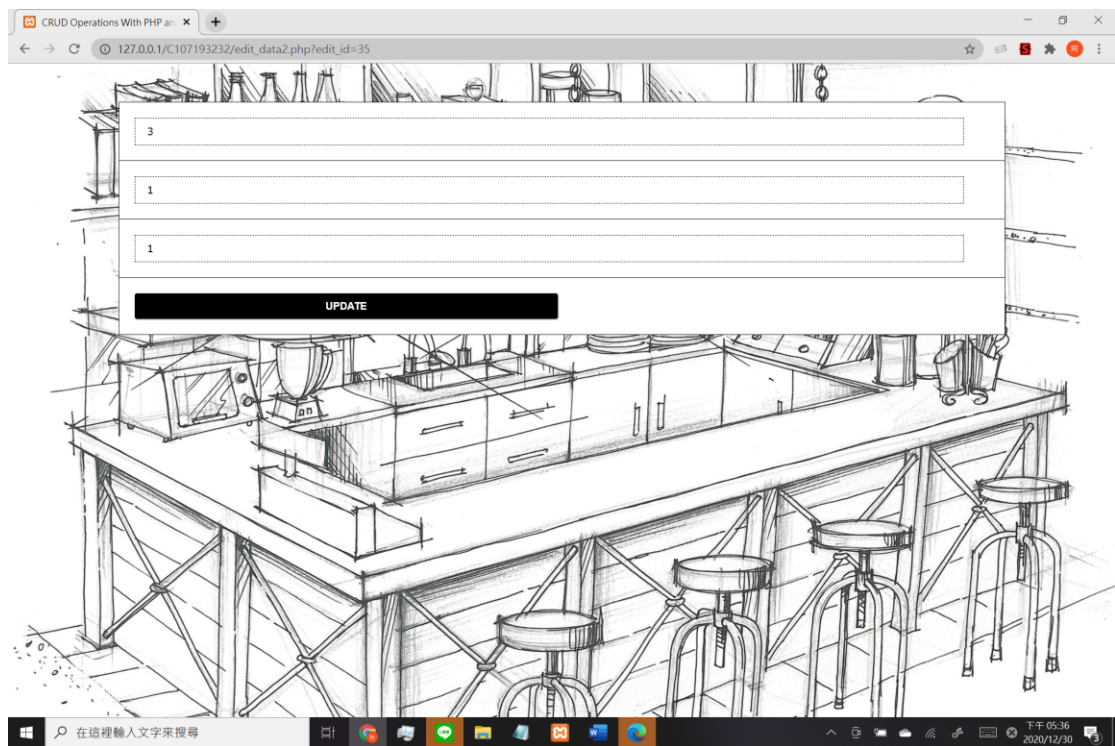 CRUD Operations With PHP an
127.0.0.1/C107193232/edit_data2.php?edit_id=35
3
1
1
UPDATE
在這裡輸入文字來搜尋
下午 05:36
2020/12/30
3